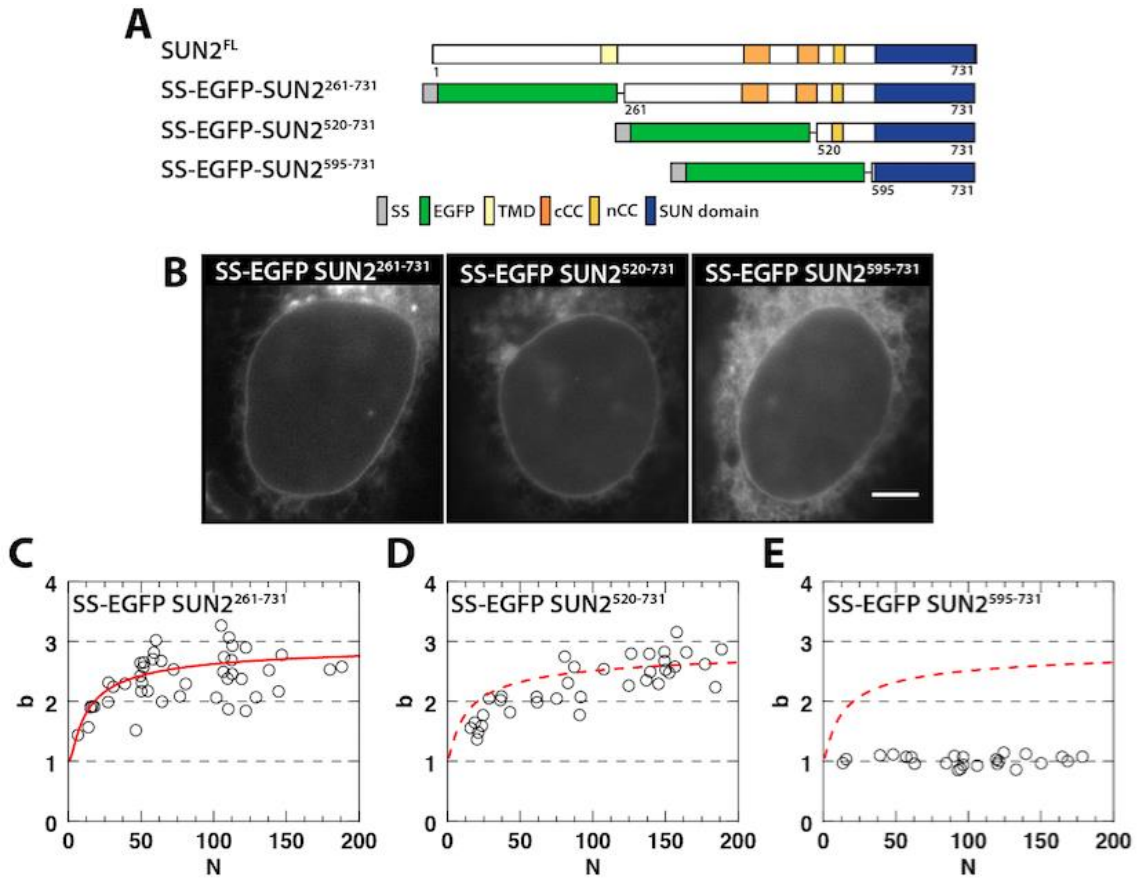 A
SUN2FL
1
731
SS-EGFP-SUN2261-731
261
731
SS-EGFP-SUN2520-731
520
731
SS-EGFP-SUN2595-731
595
731
SS EGFP TMD cCC nCC SUN domain
B
SS-EGFP SUN2261-731
SS-EGFP SUN2520-731
SS-EGFP SUN2595-731
C
SS-EGFP SUN2261-731
4
3
2
1
0
b
0 50 100 150 200
N
D
SS-EGFP SUN2520-731
4
3
2
1
0
b
0 50 100 150 200
N
E
SS-EGFP SUN2595-731
4
3
2
1
0
b
0 50 100 150 200
N